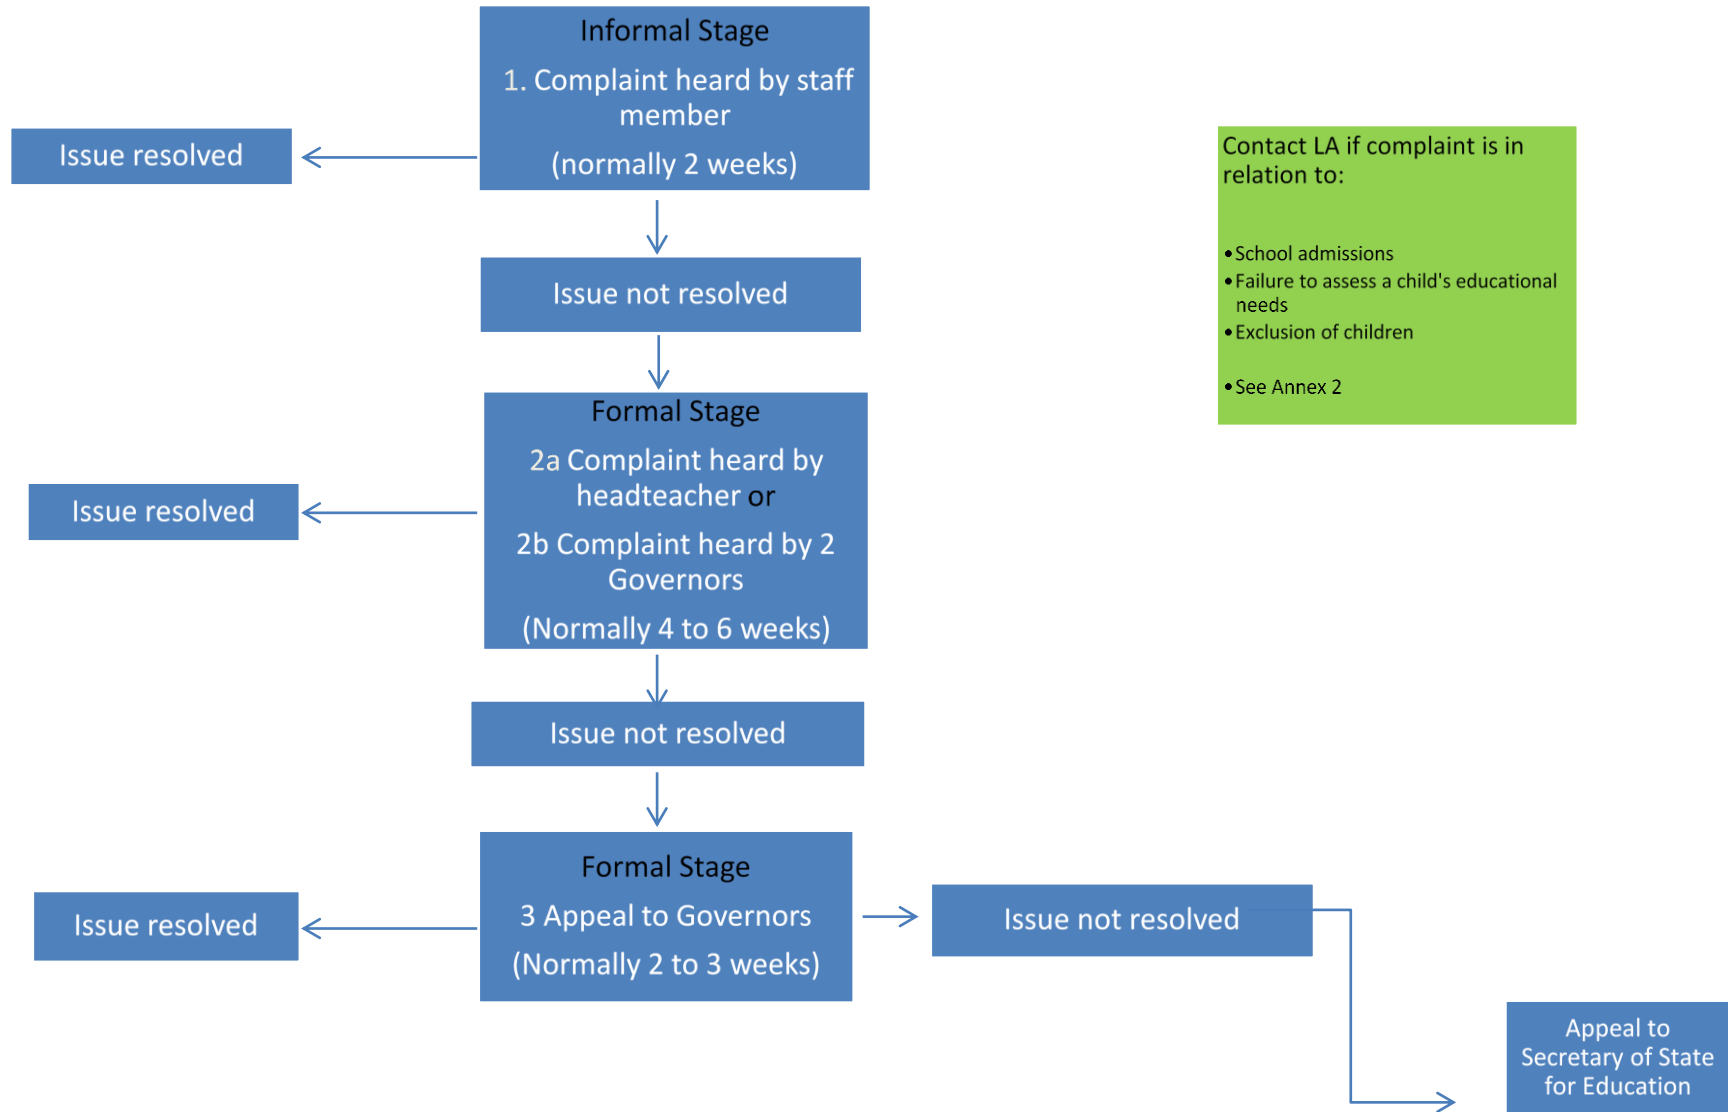 Informal Stage
1. Complaint heard by staff
member
(normally 2 weeks)
Issue resolved
Contact LA if complaint is in
relation to:
• School admissions
• Failure to assess a child's educational
needs
• Exclusion of children
• See Annex 2
Issue not resolved
Formal Stage
2a Complaint heard by
headteacher or
2b Complaint heard by 2
Governors
(Normally 4 to 6 weeks)
Issue resolved
Issue not resolved
Formal Stage
3 Appeal to Governors
(Normally 2 to 3 weeks)
Issue resolved
Issue not resolved
Appeal to
Secretary of State
for Education